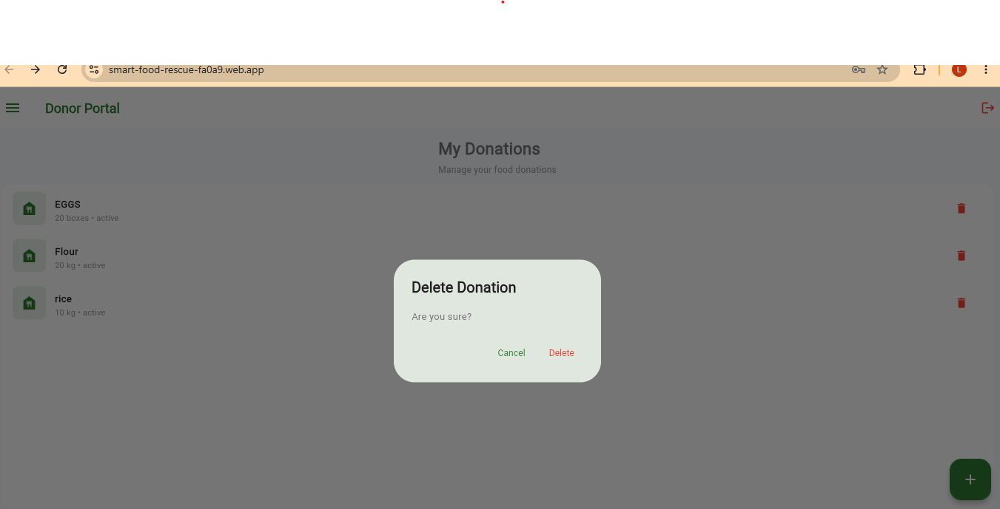 smart-food-rescue-fa0a9.web.app
L
Donor Portal
My Donations
Manage your food donations
EGGS
20 boxes • active
Flour
20 kg • active
rice
10 kg • active
Delete Donation
Are you sure?
Cancel Delete